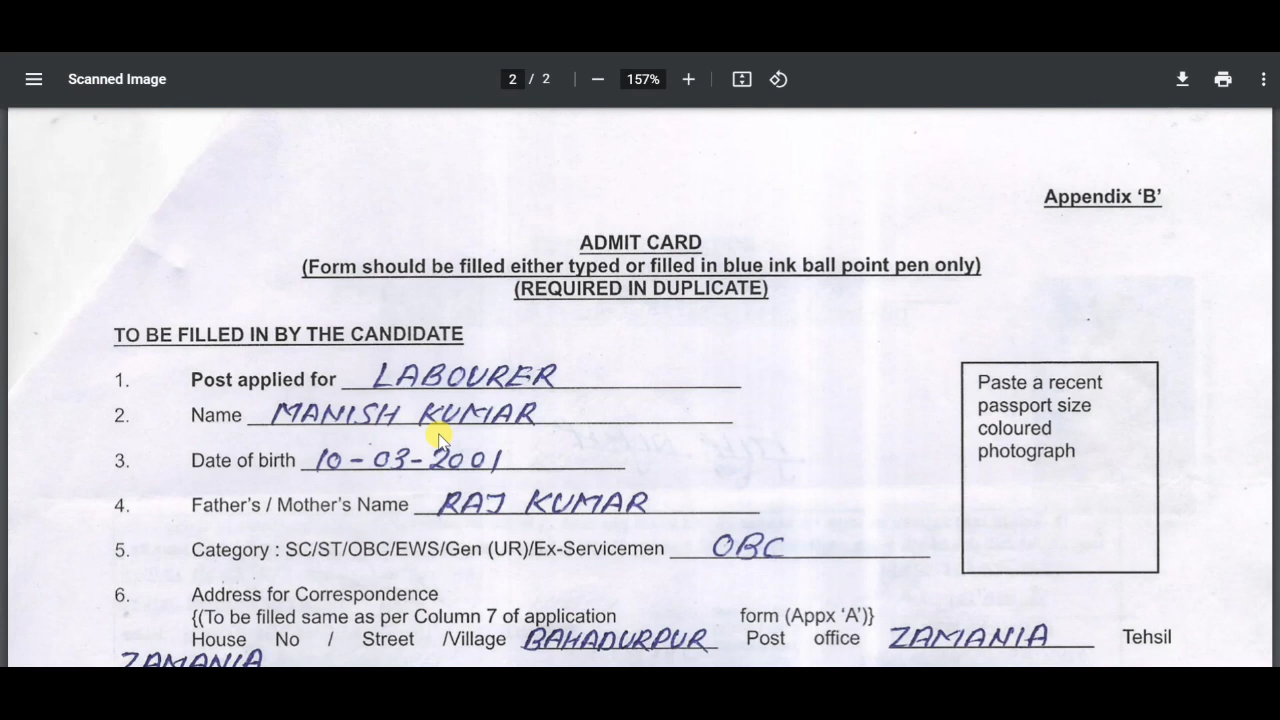 Scanned Image
2 / 2
157%
Appendix ‘B’
ADMIT CARD
(Form should be filled either typed or filled in blue ink ball point pen only)
(REQUIRED IN DUPLICATE)
TO BE FILLED IN BY THE CANDIDATE
1. Post applied for LABOURER
2. Name MANISH KUMAR
3. Date of birth 10-03-2001
4. Father's / Mother's Name RAJ KUMAR
5. Category : SC/ST/OBC/EWS/Gen (UR)/Ex-Servicemen OBC
Paste a recent
passport size
coloured
photograph
6. Address for Correspondence
{(To be filled same as per Column 7 of application form (Appx ‘A’)}
House No / Street /Village BAHADURPUR Post office ZAMANIA Tehsil
ZAMANIA